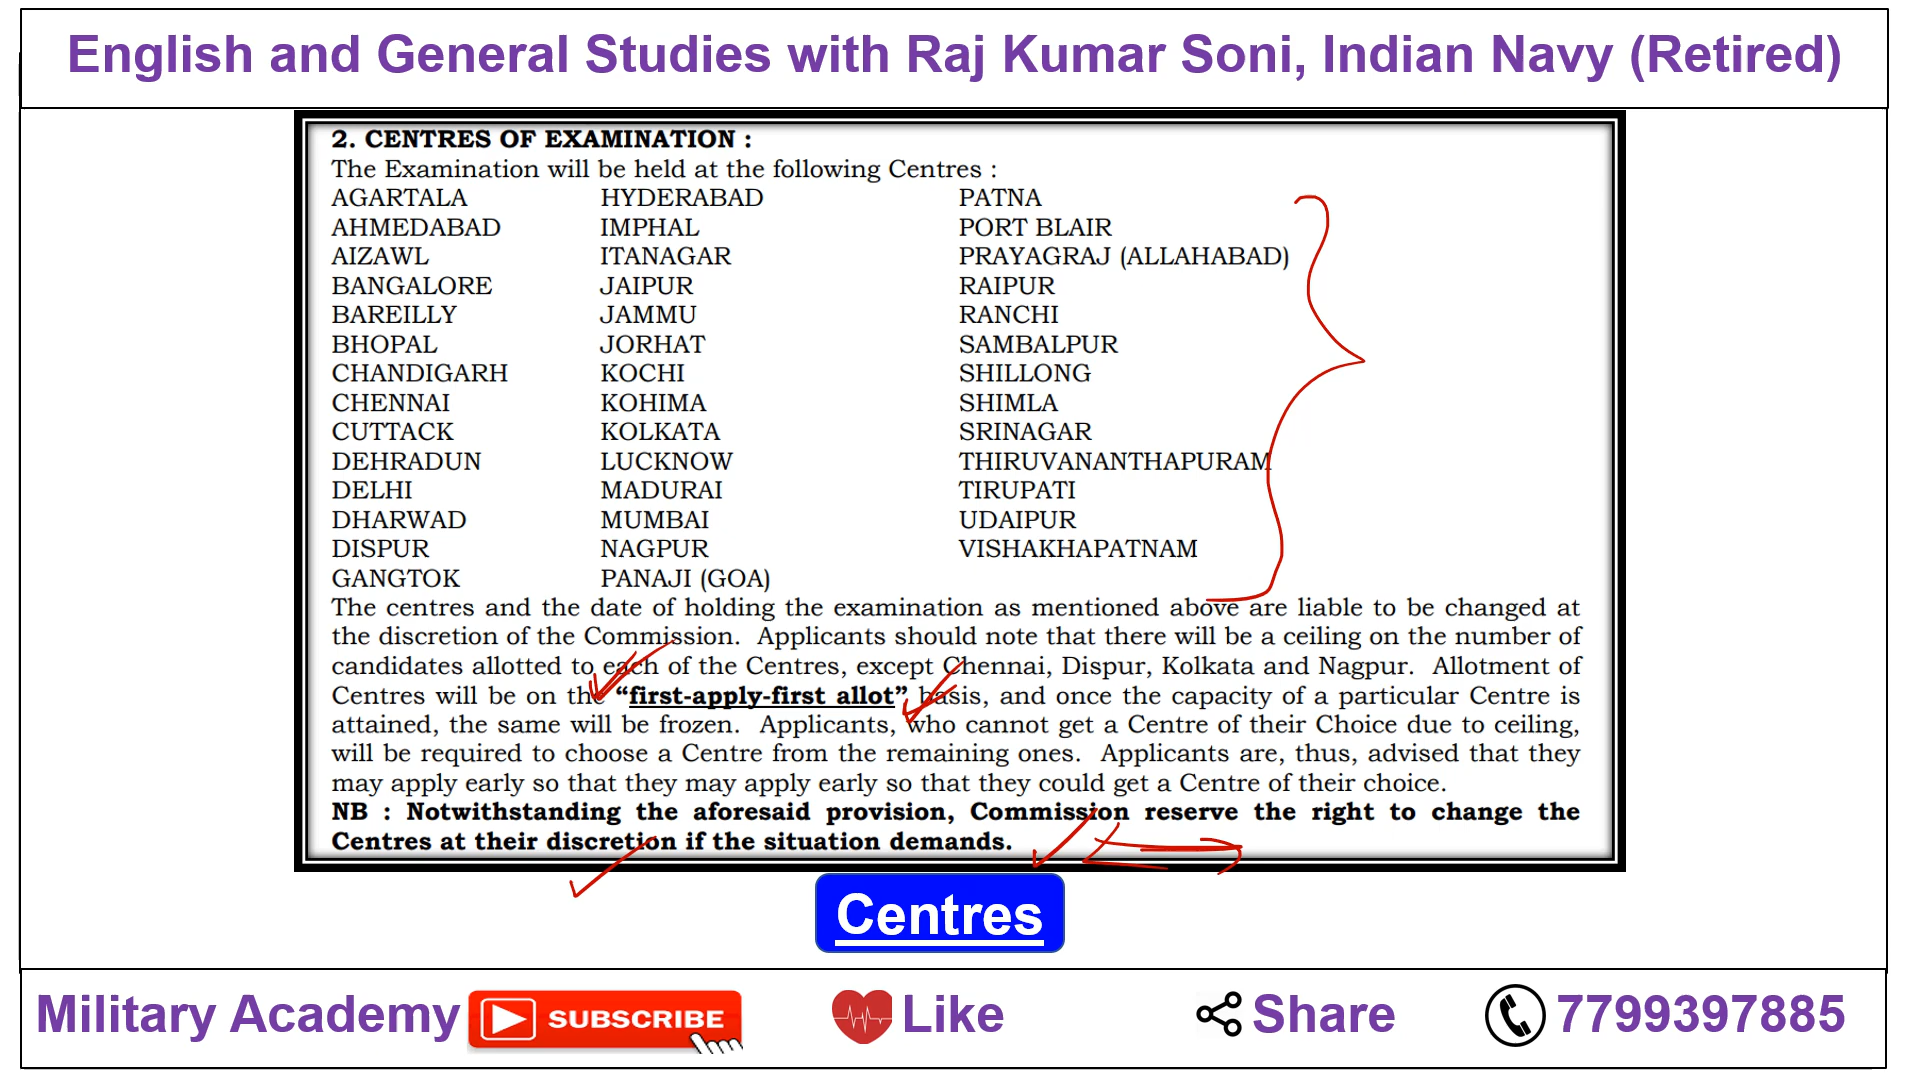 English and General Studies with Raj Kumar Soni, Indian Navy (Retired)
2. CENTRES OF EXAMINATION :
The Examination will be held at the following Centres :
AGARTALA HYDERABAD PATNA
AHMEDABAD IMPHAL PORT BLAIR
AIZAWL ITANAGAR PRAYAGRAJ (ALLAHABAD)
BANGALORE JAIPUR RAIPUR
BAREILLY JAMMU RANCHI
BHOPAL JORHAT SAMBALPUR
CHANDIGARH KOCHI SHILLONG
CHENNAI KOHIMA SHIMLA
CUTTACK KOLKATA SRINAGAR
DEHRADUN LUCKNOW THIRUVANANTHAPURAM
DELHI MADURAI TIRUPATI
DHARWAD MUMBAI UDAIPUR
DISPUR NAGPUR VISHAKHAPATNAM
GANGTOK PANAJI (GOA)
The centres and the date of holding the examination as mentioned above are liable to be changed at
the discretion of the Commission. Applicants should note that there will be a ceiling on the number of
candidates allotted to each of the Centres, except Chennai, Dispur, Kolkata and Nagpur. Allotment of
Centres will be on the “first-apply-first allot” basis, and once the capacity of a particular Centre is
attained, the same will be frozen. Applicants, who cannot get a Centre of their Choice due to ceiling,
will be required to choose a Centre from the remaining ones. Applicants are, thus, advised that they
may apply early so that they may apply early so that they could get a Centre of their choice.
NB : Notwithstanding the aforesaid provision, Commission reserve the right to change the
Centres at their discretion if the situation demands.
Centres
Military Academy SUBSCRIBE Like Share 7799397885